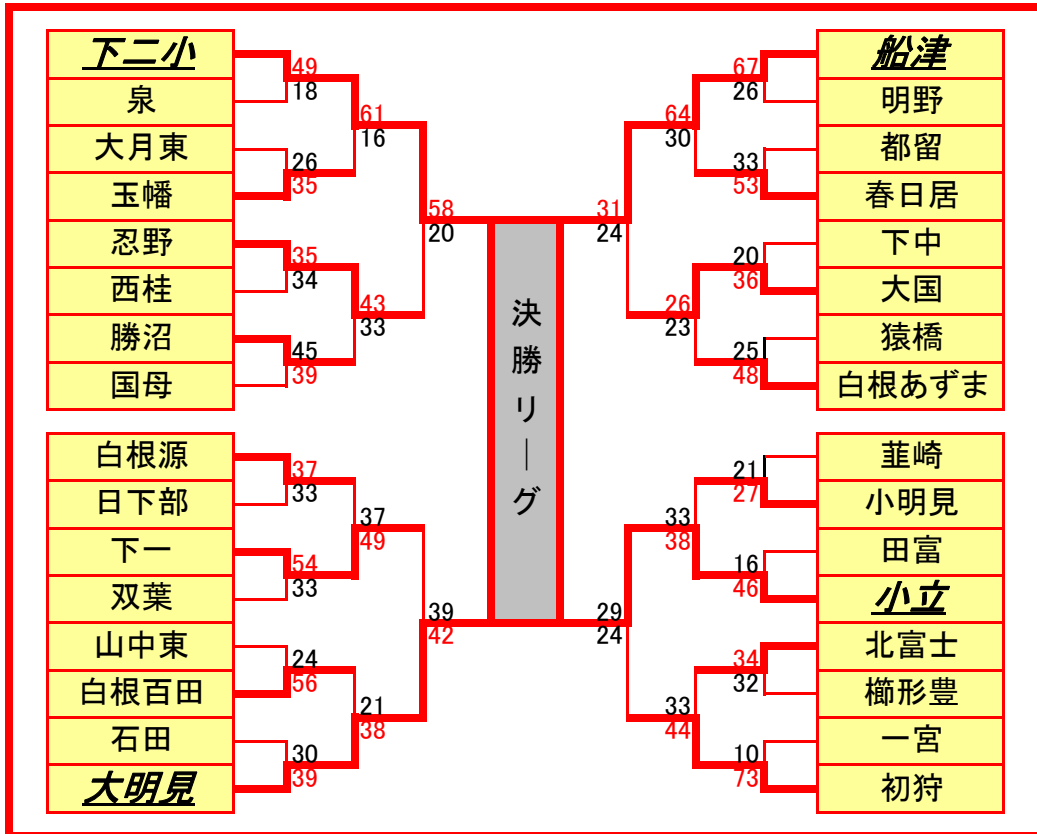 下二小
泉
大月東
玉幡
忍野
西桂
勝沼
国母
白根源
日下部
下一
双葉
山中東
白根百田
石田
大明見
49
18
26
35
35
34
45
39
37
33
54
33
24
56
30
39
61
16
43
33
37
49
21
38
58
20
39
42
決勝リーグ
31
24
29
24
64
30
26
23
33
38
33
44
67
26
33
53
20
36
25
48
21
27
16
46
34
32
10
73
船津
明野
都留
春日居
下中
大国
猿橋
白根あずま
韮崎
小明見
田富
小立
北富士
櫛形豊
一宮
初狩